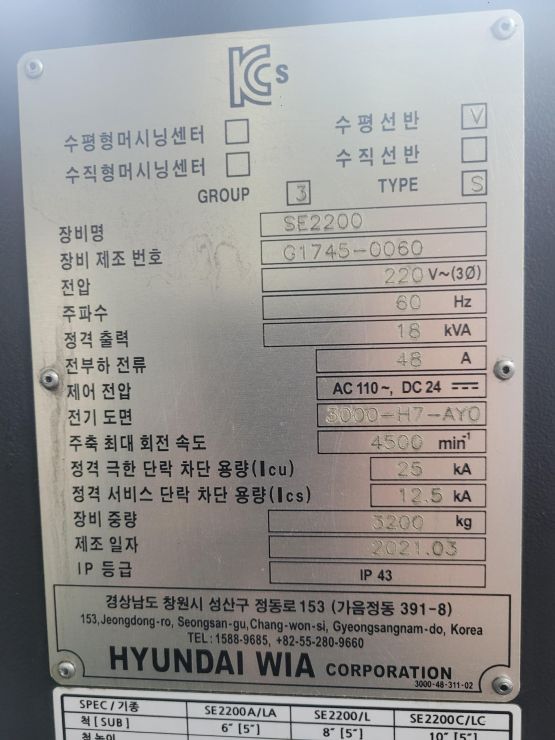 KCs
수평형머시닝센터 □ 수평선반 V
수직형머시닝센터 □ 수직선반 □
GROUP 3 TYPE S
장비명 SE2200
장비 제조 번호 G1745-0060
전압 220 V~(3Ø)
주파수 60 Hz
정격 출력 18 kVA
전부하 전류 48 A
제어 전압 AC 110 ~, DC 24 ⎓
전기 도면 3000-H7-AY0
주축 최대 회전 속도 4500 min⁻¹
정격 극한 단락 차단 용량(Icu) 25 kA
정격 서비스 단락 차단 용량(Ics) 12.5 kA
장비 중량 3200 kg
제조 일자 2021.03
IP 등급 IP 43
경상남도 창원시 성산구 정동로 153 (가음정동 391-8)
153,Jeongdong-ro, Seongsan-gu,Chang-won-si, Gyeongsangnam-do, Korea
TEL : 1588-9685, +82-55-280-9660
HYUNDAI WIA CORPORATION
3000-48-311-02
SPEC / 기종 SE2200A/LA SE2200/L SE2200C/LC
척 [ SUB ] 6″ [5″] 8″ [5″] 10″ [5″]